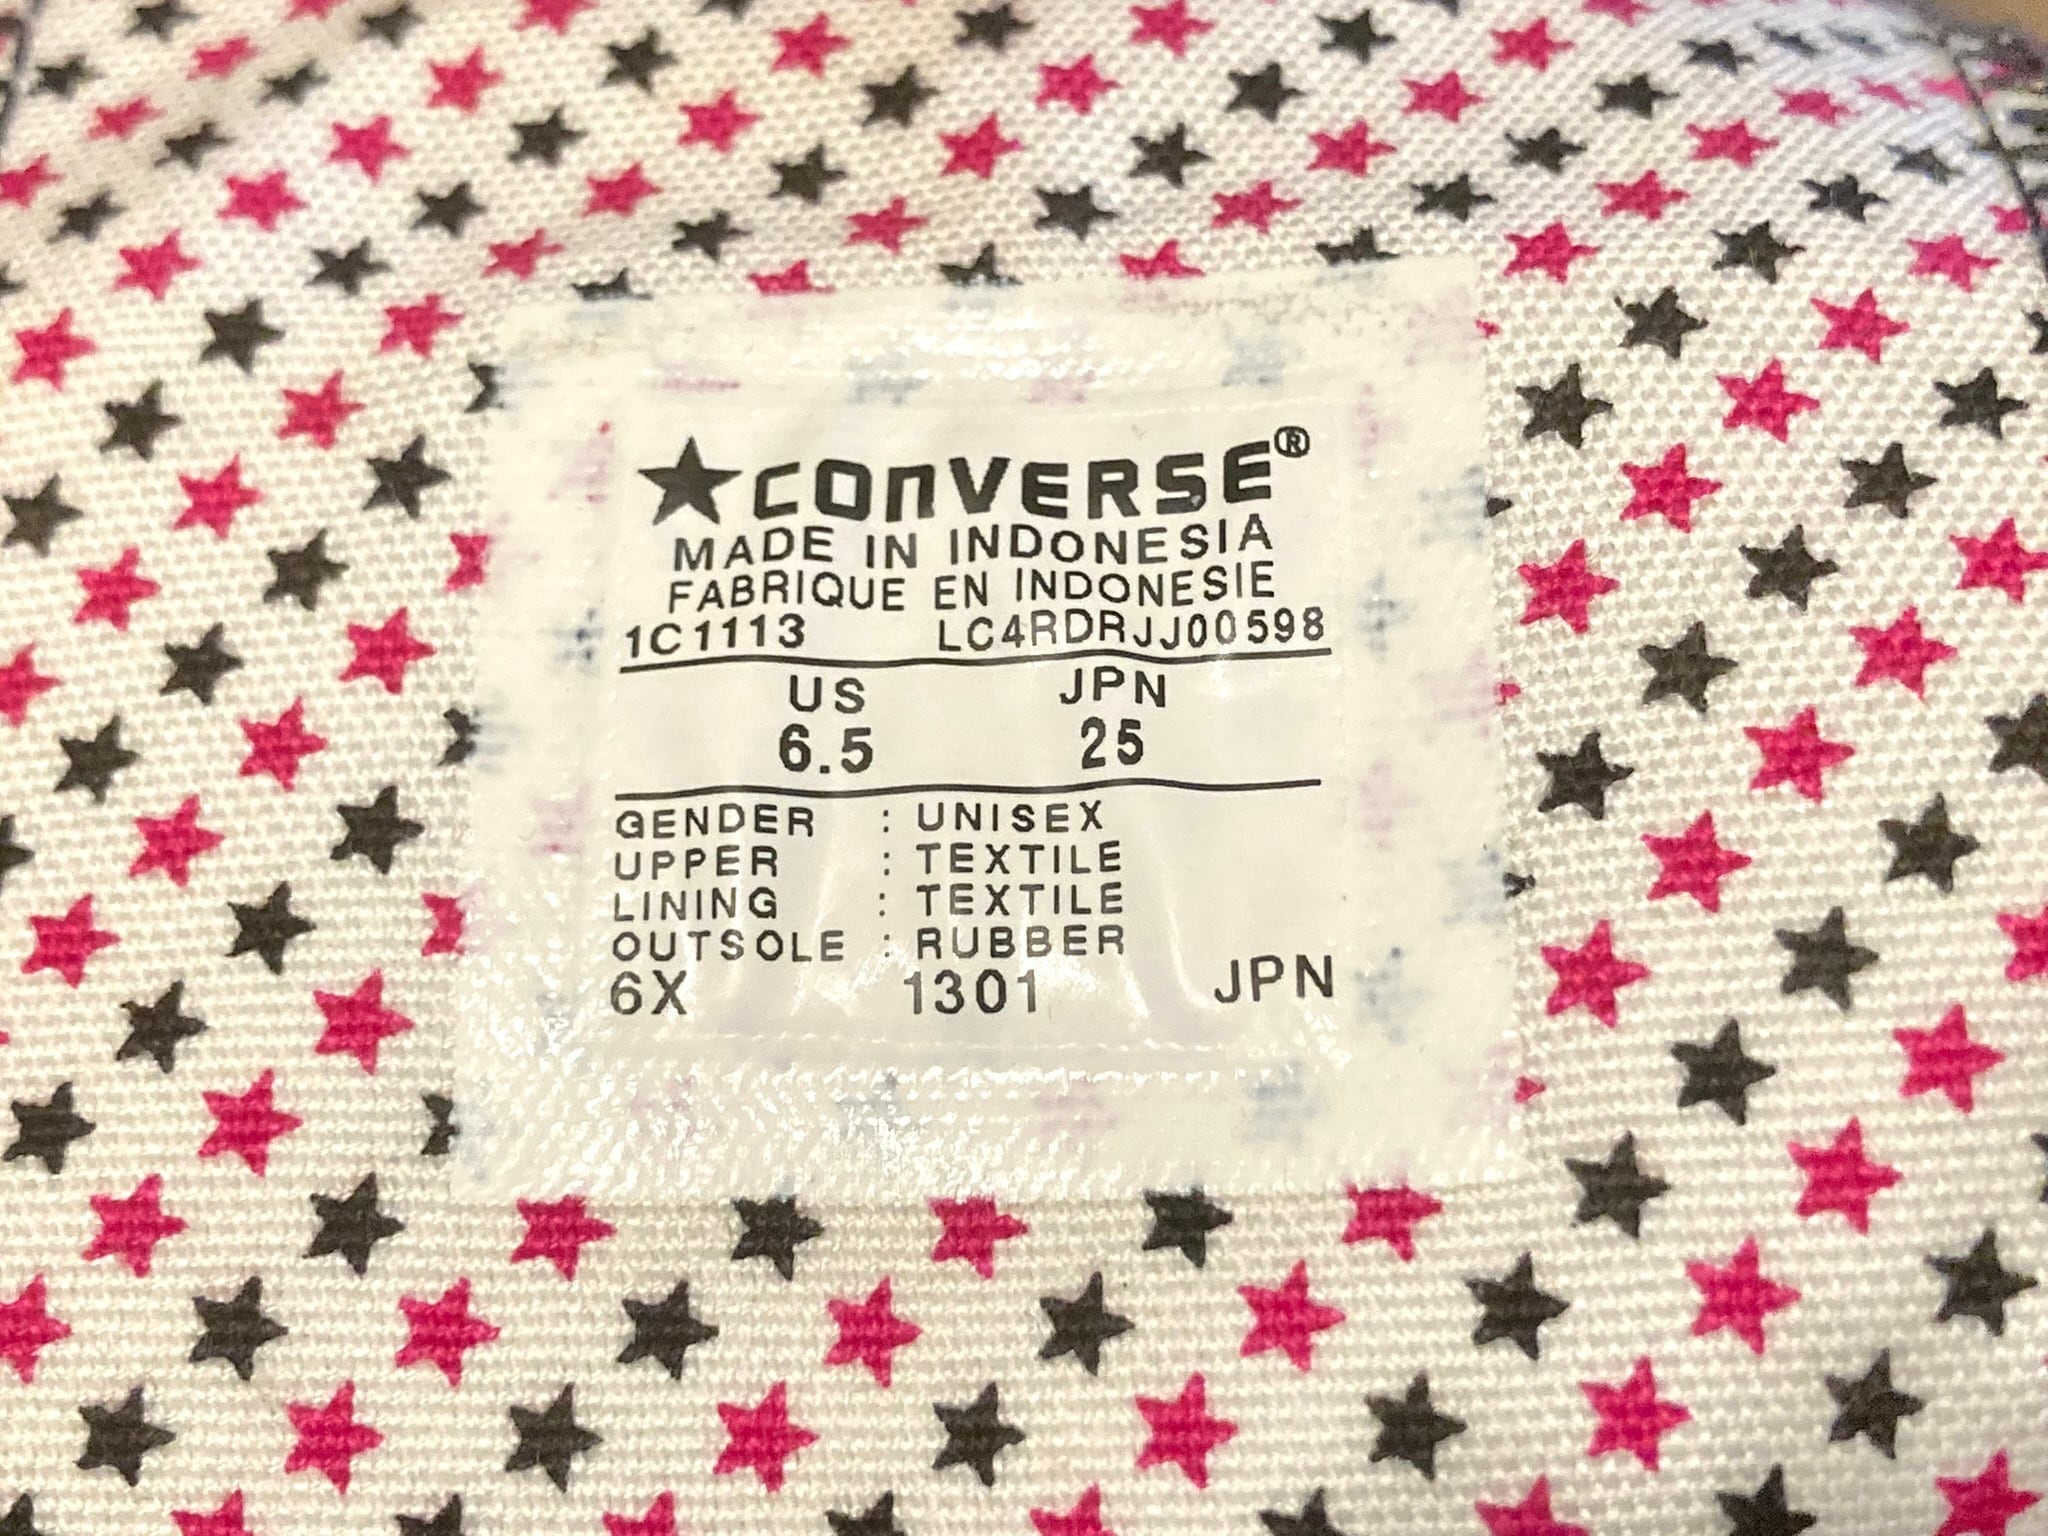 ★CONVERSE®
MADE IN INDONESIA
FABRIQUE EN INDONESIE
1C1113 LC4RDRJJ00598
US JPN
6.5 25
GENDER : UNISEX
UPPER : TEXTILE
LINING : TEXTILE
OUTSOLE : RUBBER
6X 1301 JPN